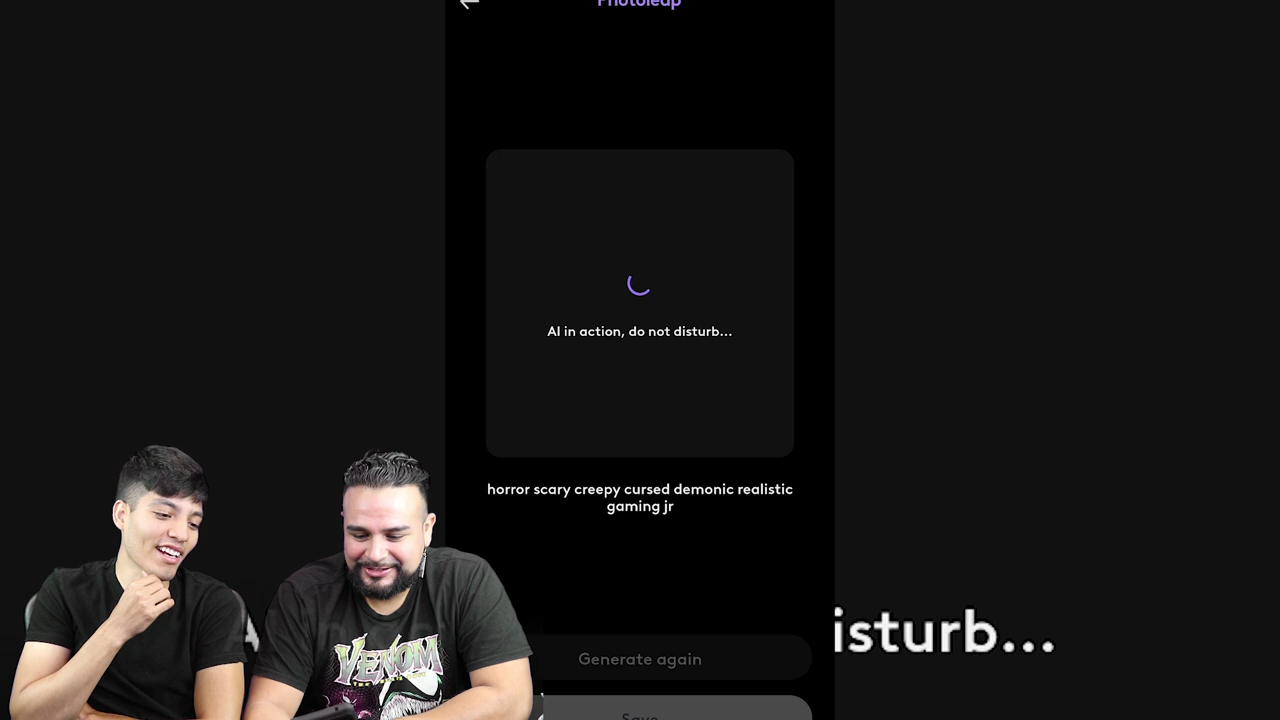 Photoleap
AI in action, do not disturb...
horror scary creepy cursed demonic realistic
gaming jr
isturb...
Generate again
VENOM
Save